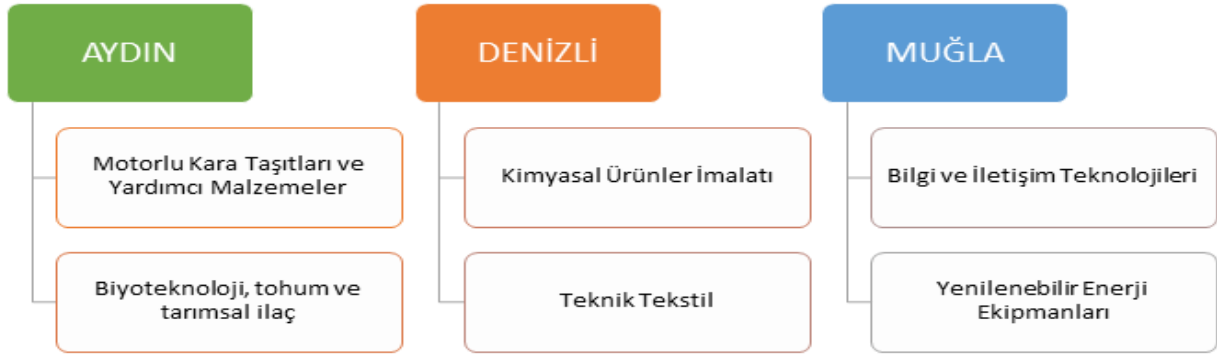 AYDIN
Motorlu Kara Taşıtları ve
Yardımcı Malzemeler
Biyoteknoloji, tohum ve
tarımsal ilaç
DENİZLİ
Kimyasal Ürünler İmalatı
Teknik Tekstil
MUĞLA
Bilgi ve İletişim Teknolojileri
Yenilenebilir Enerji
Ekipmanları